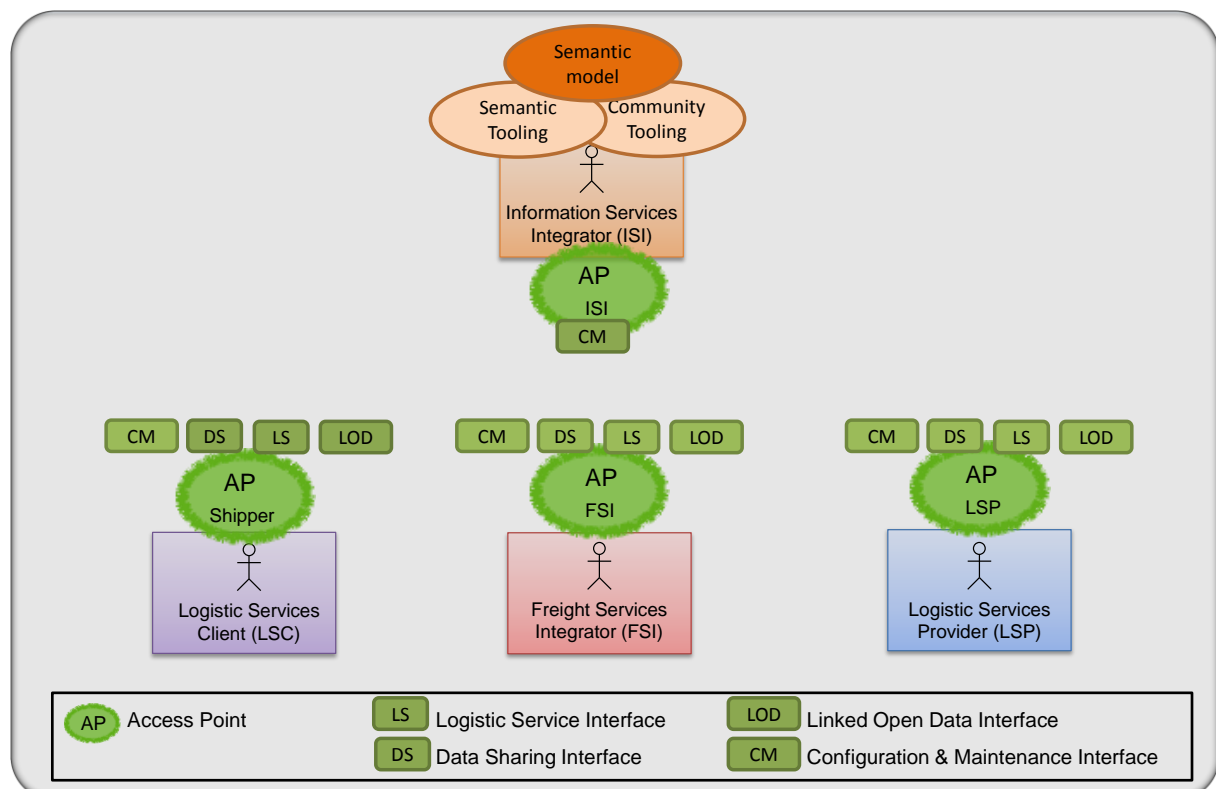 Semantic
model
Semantic
Tooling
Community
Tooling
Information Services
Integrator (ISI)
AP
ISI
CM
CM DS LS LOD
AP
Shipper
Logistic Services
Client (LSC)
CM DS LS LOD
AP
FSI
Freight Services
Integrator (FSI)
CM DS LS LOD
AP
LSP
Logistic Services
Provider (LSP)
AP Access Point
LS Logistic Service Interface
DS Data Sharing Interface
LOD Linked Open Data Interface
CM Configuration & Maintenance Interface